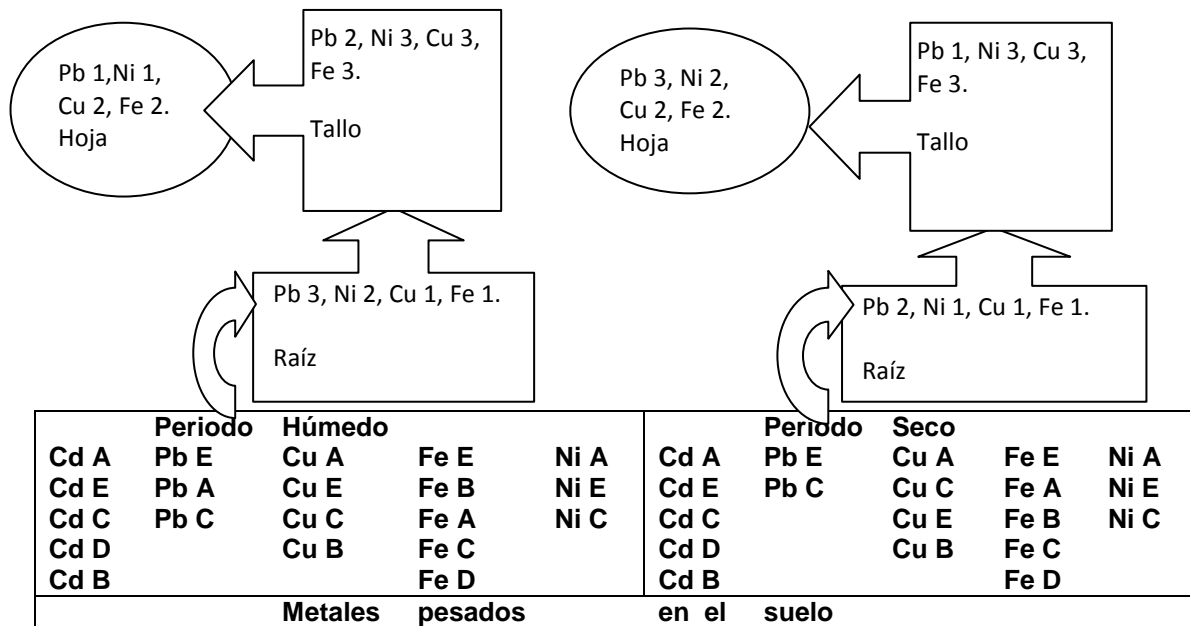 Pb 1,Ni 1,
Cu 2, Fe 2.
Hoja
Pb 2, Ni 3, Cu 3,
Fe 3.
Tallo
Pb 3, Ni 2, Cu 1, Fe 1.
Raíz
Pb 3, Ni 2,
Cu 2, Fe 2.
Hoja
Pb 1, Ni 3, Cu 3,
Fe 3.
Tallo
Pb 2, Ni 1, Cu 1, Fe 1.
Raíz
Periodo Húmedo Periodo Seco
Cd A Pb E Cu A Fe E Ni A Cd A Pb E Cu A Fe E Ni A
Cd E Pb A Cu E Fe B Ni E Cd E Pb C Cu C Fe A Ni E
Cd C Pb C Cu C Fe A Ni C Cd C Cu E Fe B Ni C
Cd D Cu B Fe C Cd D Cu B Fe C
Cd B Fe D Cd B Fe D
Metales pesados en el suelo